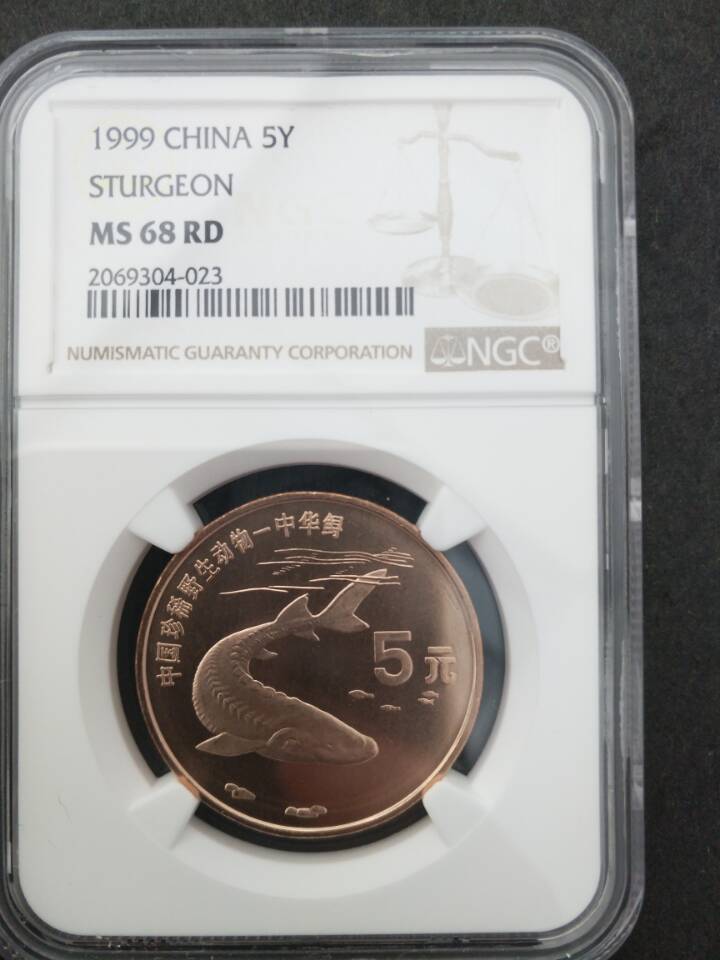 1999 CHINA 5Y
STURGEON
MS 68 RD
2069304-023
NUMISMATIC GUARANTY CORPORATION
NGC®
中国珍稀野生动物—中华鲟
5元